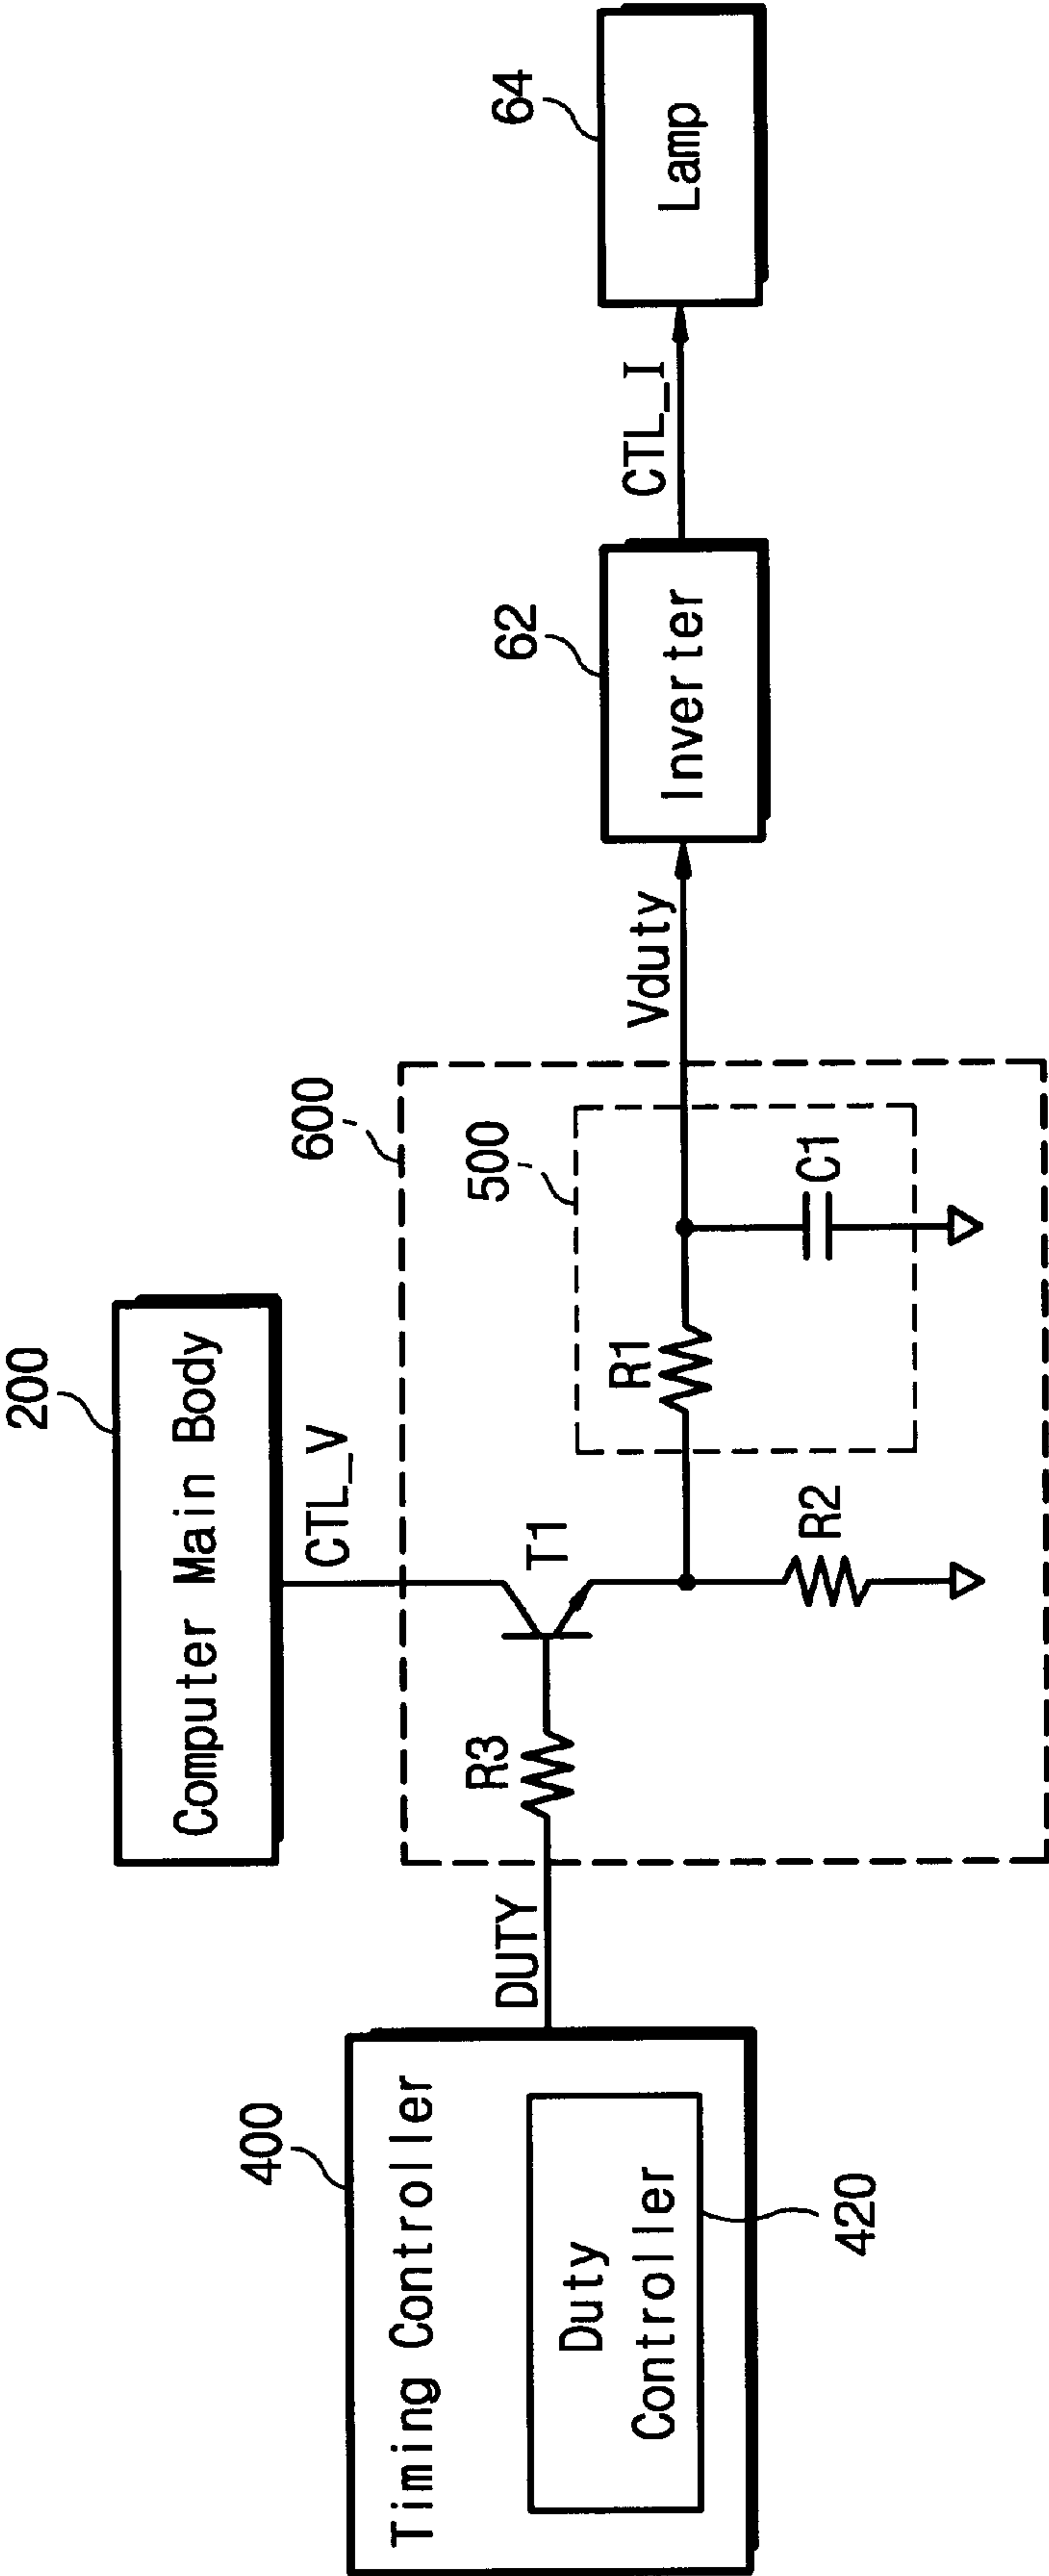 200
Computer Main Body
CTL_V
400
Timing Controller
Duty
Controller
420
DUTY
600
R3
T1
R2
500
R1
C1
Vduty
62
Inverter
CTL_I
64
Lamp